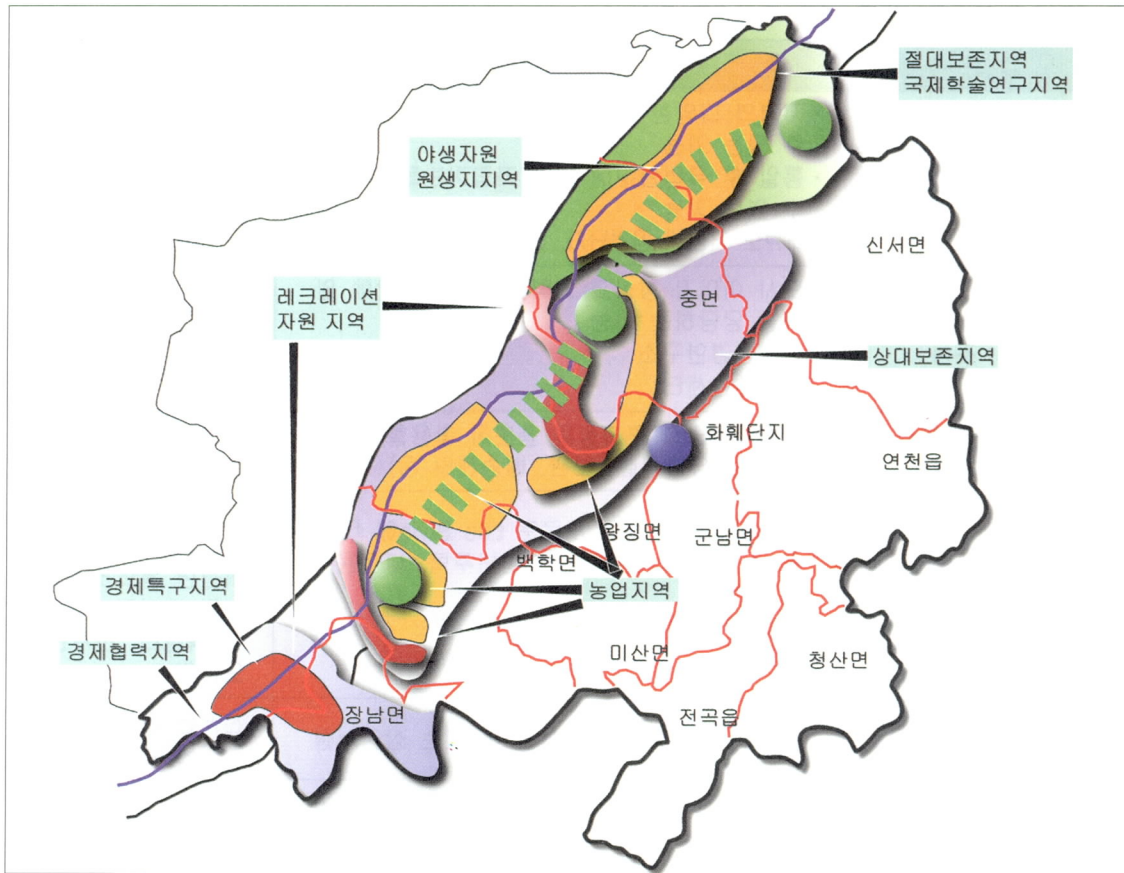 절대보존지역
국제학술연구지역
야생자원
원생지지역
신서면
레크레이션
자원 지역
중면
상대보존지역
화훼단지
연천읍
왕징면
군남면
백학면
경제특구지역
농업지역
경제협력지역
미산면
청산면
장남면
전곡읍